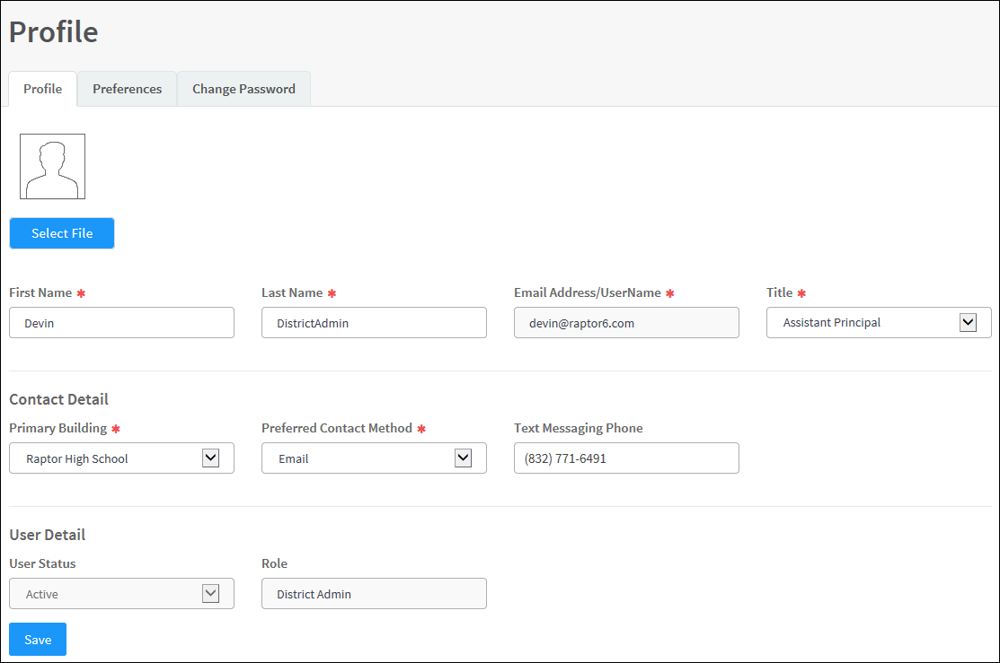 Profile
Profile Preferences Change Password
Select File
First Name ✱ Last Name ✱ Email Address/UserName ✱ Title ✱
Devin DistrictAdmin devin@raptor6.com Assistant Principal
Contact Detail
Primary Building ✱ Preferred Contact Method ✱ Text Messaging Phone
Raptor High School Email (832) 771-6491
User Detail
User Status Role
Active District Admin
Save